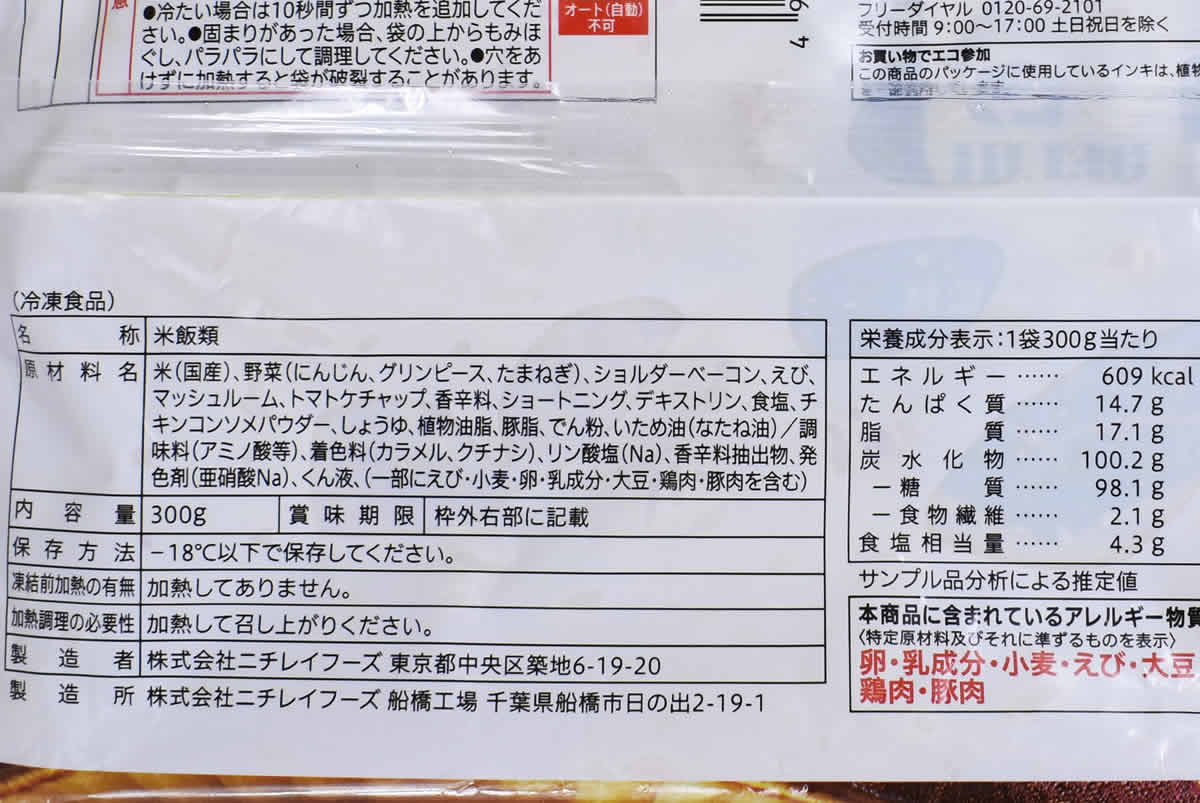 ●冷たい場合は10秒間ずつ加熱を追加してくだ
さい。●固まりがあった場合、袋の上からもみほ
ぐし、パラパラにして調理してください。●穴をあ
けずに加熱すると袋が破裂することがあります。
オート(自動)
不可
4
9
フリーダイヤル 0120-69-2101
受付時間 9:00～17:00 土日祝日を除く
お買い物でエコ参加
この商品のパッケージに使用しているインキは、植物
(冷凍食品)
名称 米飯類
原材料名 米(国産)、野菜(にんじん、グリンピース、たまねぎ)、ショルダーベーコン、えび、
マッシュルーム、トマトケチャップ、香辛料、ショートニング、デキストリン、食塩、チ
キンコンソメパウダー、しょうゆ、植物油脂、豚脂、でん粉、いため油(なたね油)／調
味料(アミノ酸等)、着色料(カラメル、クチナシ)、リン酸塩(Na)、香辛料抽出物、発
色剤(亜硝酸Na)、くん液、(一部にえび・小麦・卵・乳成分・大豆・鶏肉・豚肉を含む)
内容量 300g 賞味期限 枠外右部に記載
保存方法 －18℃以下で保存してください。
凍結前加熱の有無 加熱してありません。
加熱調理の必要性 加熱して召し上がりください。
製造者 株式会社ニチレイフーズ 東京都中央区築地6-19-20
製造所 株式会社ニチレイフーズ 船橋工場 千葉県船橋市日の出2-19-1
栄養成分表示:1袋300g当たり
エネルギー …… 609 kcal
たんぱく質 …… 14.7 g
脂質 …… 17.1 g
炭水化物 …… 100.2 g
－糖質 …… 98.1 g
－食物繊維 …… 2.1 g
食塩相当量 …… 4.3 g
サンプル品分析による推定値
本商品に含まれているアレルギー物質
〈特定原材料及びそれに準ずるものを表示〉
卵・乳成分・小麦・えび・大豆
鶏肉・豚肉